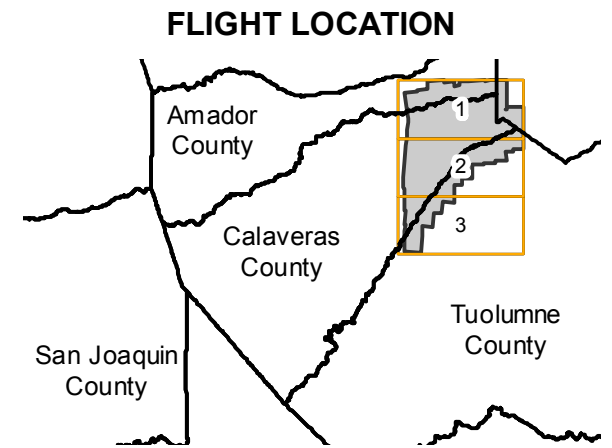 FLIGHT LOCATION
Amador
County
1
2
3
Calaveras
County
Tuolumne
County
San Joaquin
County